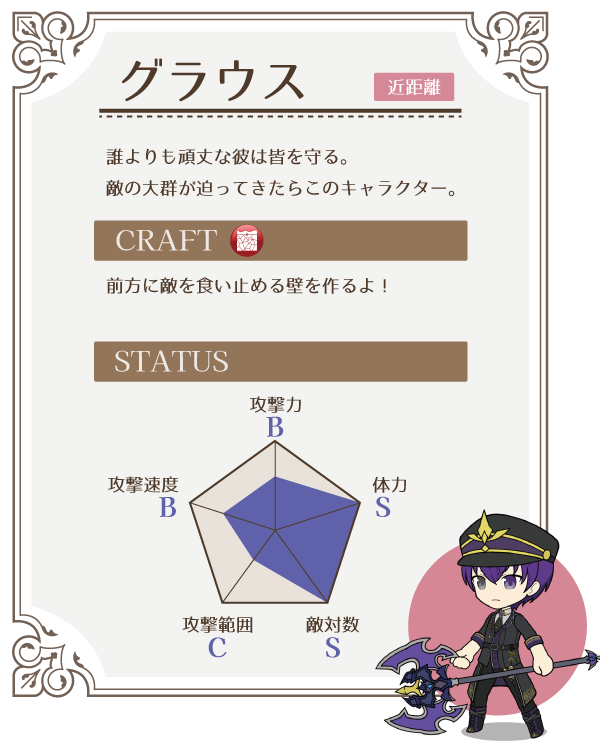 グラウス
近距離
誰よりも頑丈な彼は皆を守る。
敵の大群が迫ってきたらこのキャラクター。
CRAFT
前方に敵を食い止める壁を作るよ！
STATUS
攻撃力
B
攻撃速度
B
体力
S
攻撃範囲
C
敵対数
S